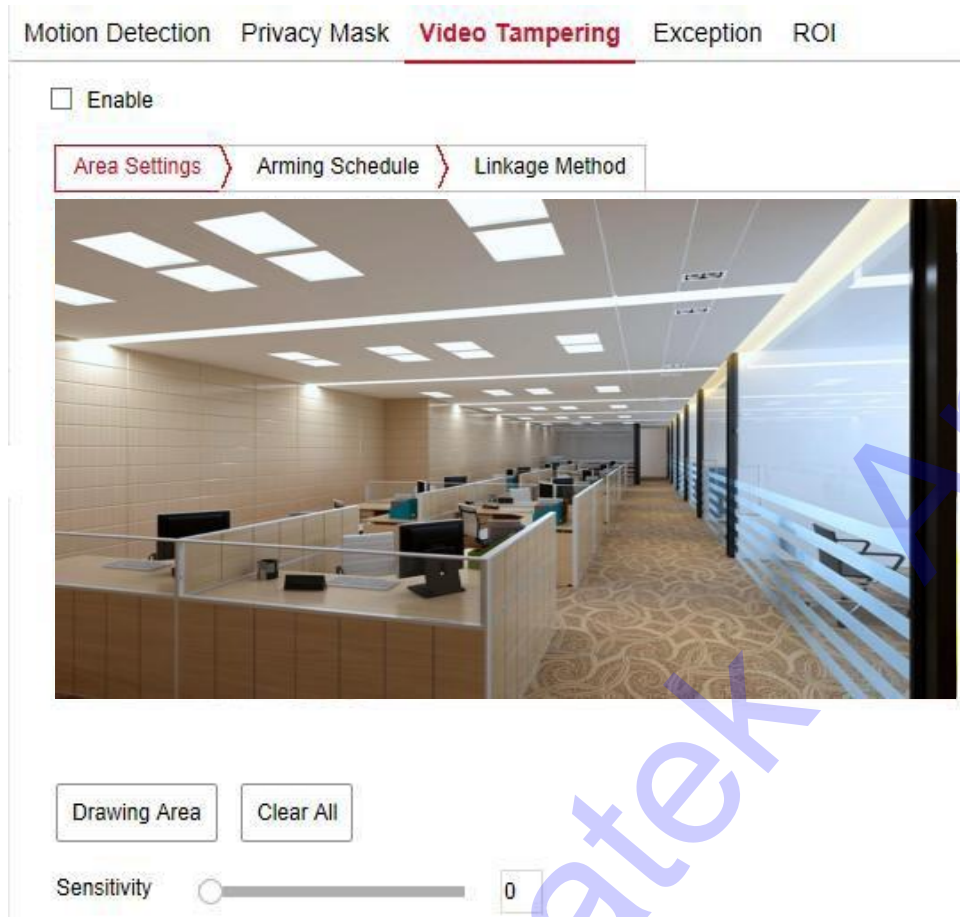 Motion Detection Privacy Mask Video Tampering Exception ROI
Enable
Area Settings Arming Schedule Linkage Method
Drawing Area Clear All
Sensitivity 0
atek A